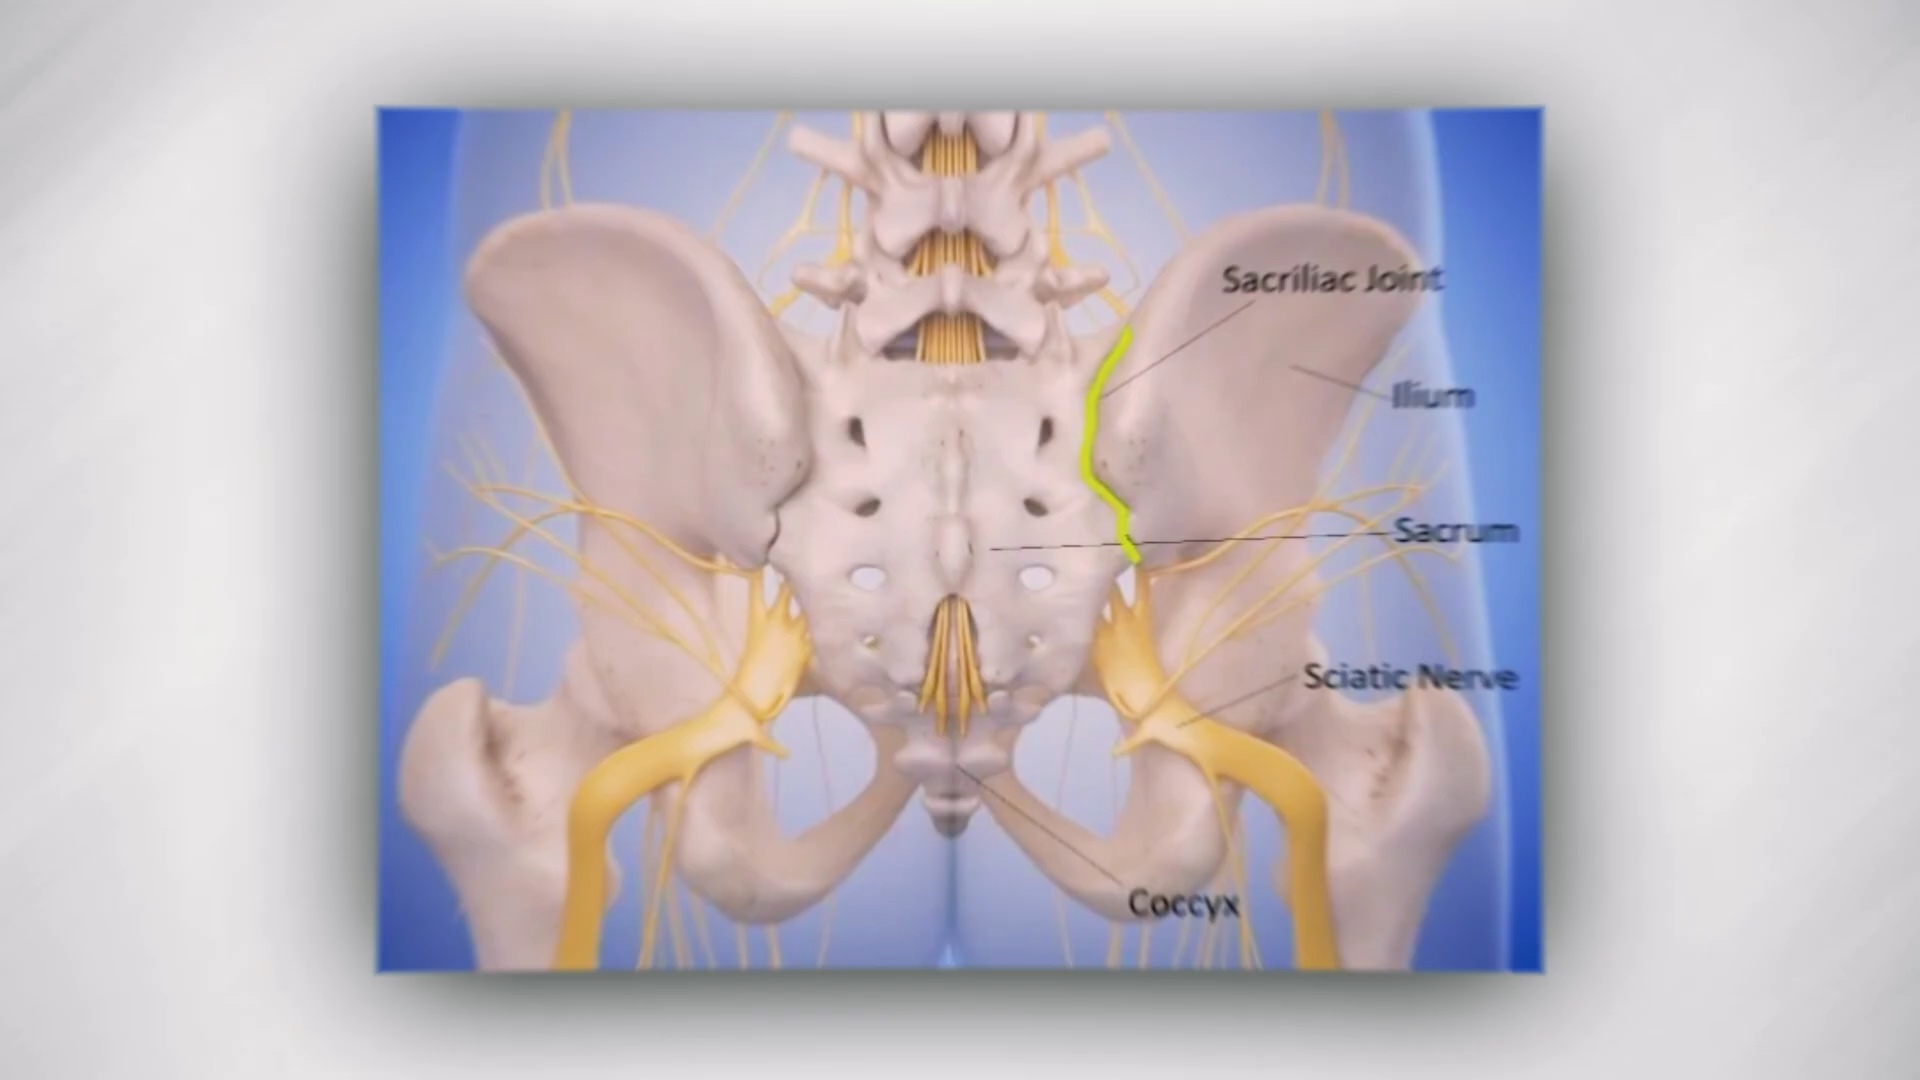 Sacriliac Joint
Ilium
Sacrum
Sciatic Nerve
Coccyx